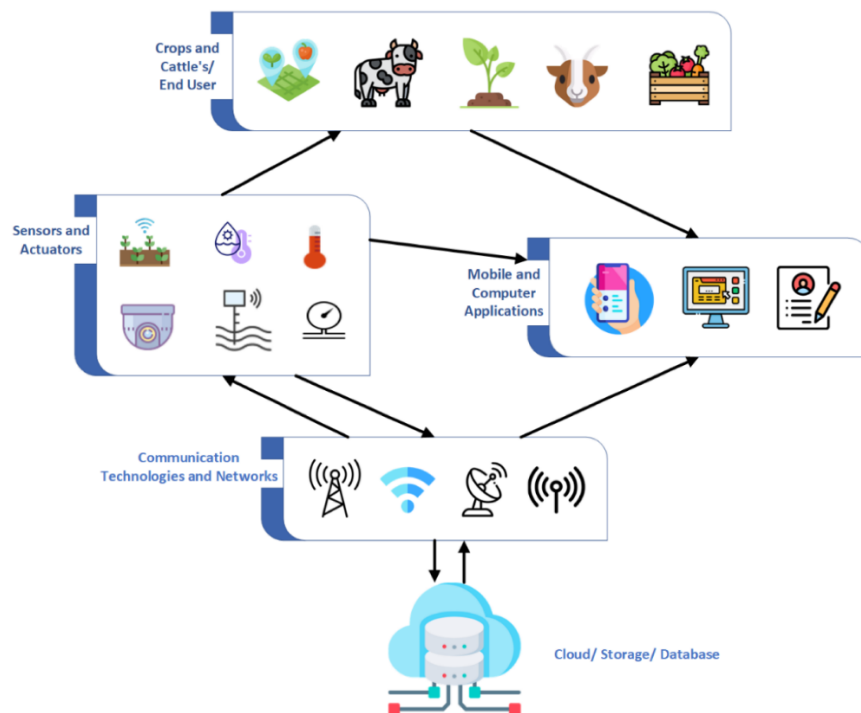 Crops and
Cattle's/
End User
Sensors and
Actuators
Mobile and
Computer
Applications
Communication
Technologies and Networks
Cloud/ Storage/ Database